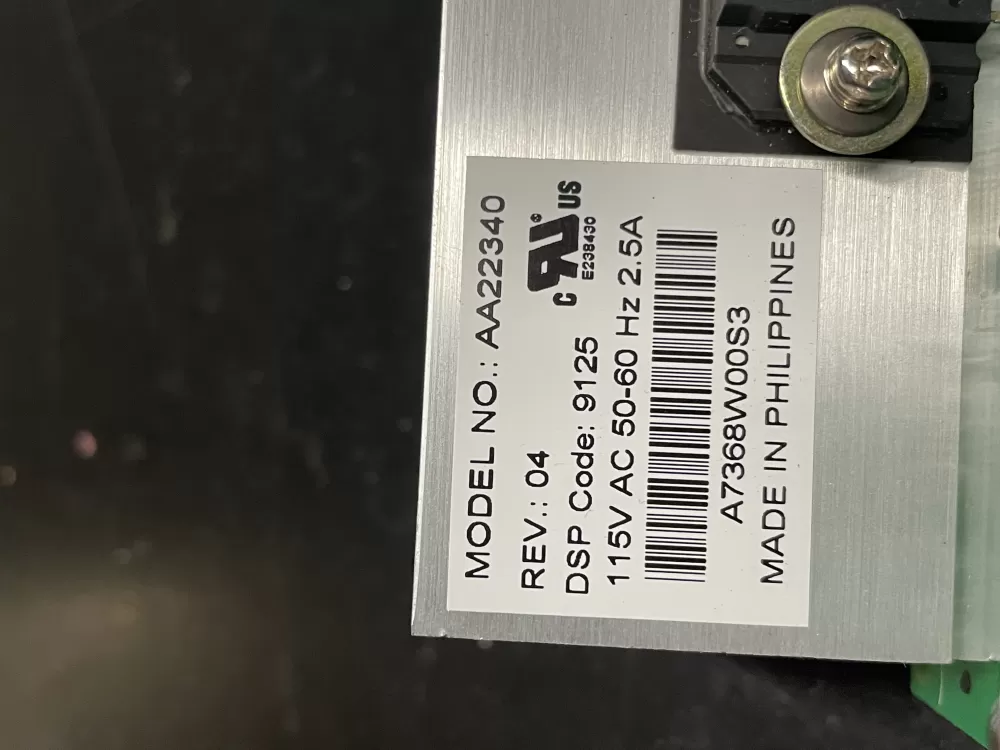 MODEL NO.: AA22340
REV.: 04
c RU® US
E238430
DSP Code: 9125
115V AC 50-60 Hz 2.5A
A7368W00S3
MADE IN PHILIPPINES